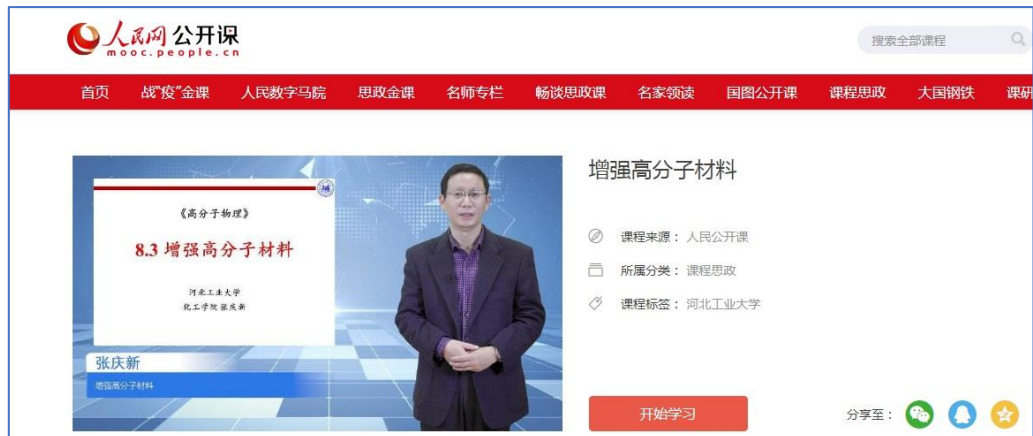 人民网 公开课
mooc.people.cn
搜索全部课程
首页 战"疫"金课 人民数字马院 思政金课 名师专栏 畅谈思政课 名家领读 国图公开课 课程思政 大国钢铁 课研
增强高分子材料
《高分子物理》
8.3 增强高分子材料
河北工业大学
化工学院 张庆新
张庆新
增强高分子材料
课程来源： 人民公开课
所属分类： 课程思政
课程标签： 河北工业大学
开始学习
分享至：